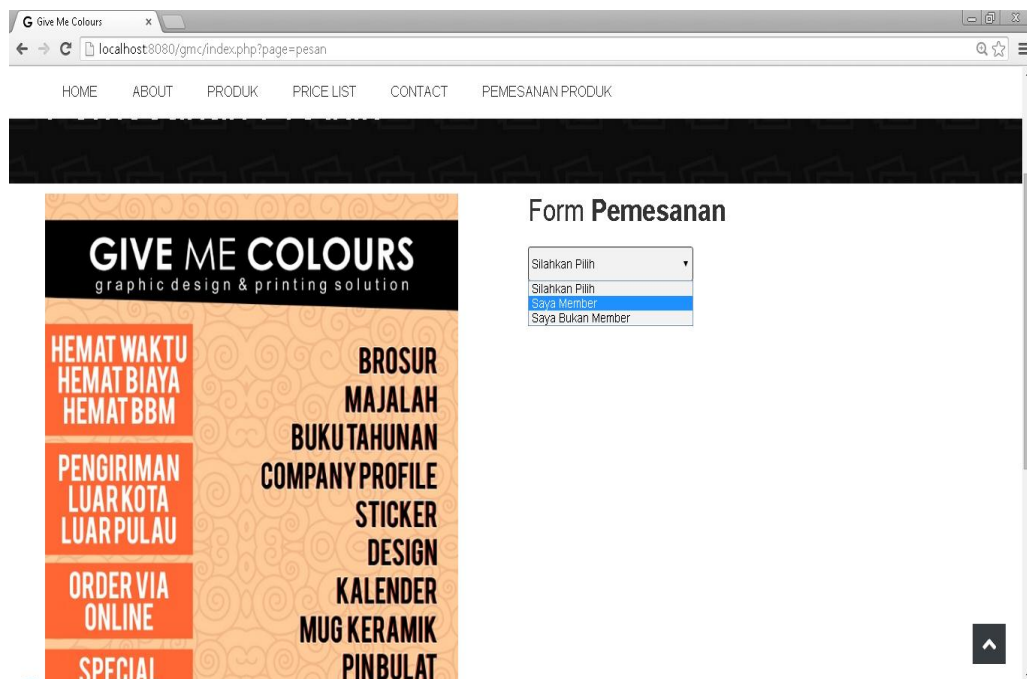 G Give Me Colours
localhost:8080/gmc/index.php?page=pesan
HOME ABOUT PRODUK PRICE LIST CONTACT PEMESANAN PRODUK
GIVE ME COLOURS
graphic design & printing solution
HEMAT WAKTU
HEMAT BIAYA
HEMAT BBM
PENGIRIMAN
LUAR KOTA
LUAR PULAU
ORDER VIA
ONLINE
SPECIAL
BROSUR
MAJALAH
BUKU TAHUNAN
COMPANY PROFILE
STICKER
DESIGN
KALENDER
MUG KERAMIK
PIN BULAT
Form Pemesanan
Silahkan Pilih
Silahkan Pilih
Saya Member
Saya Bukan Member